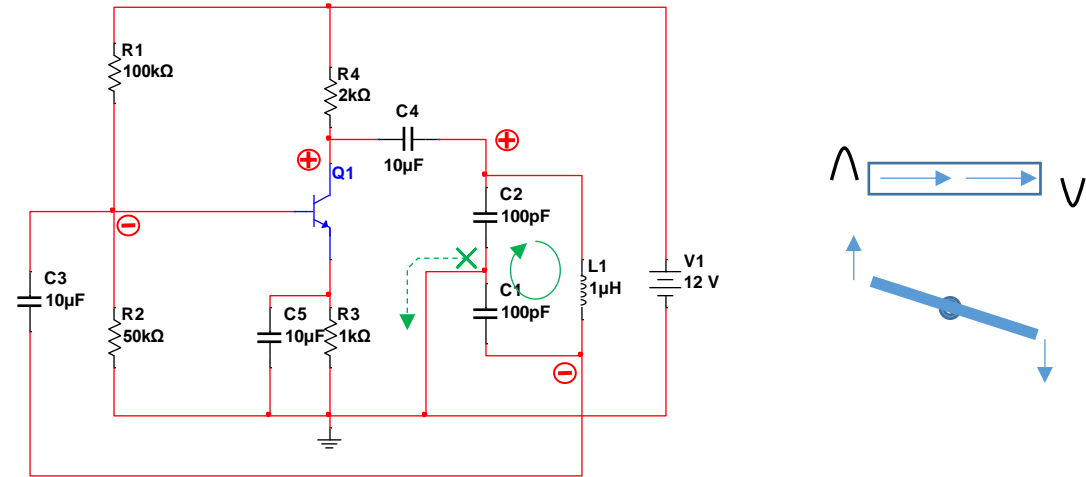 R1
100kΩ
R4
2kΩ
C4
10µF
Q1
C2
100pF
C3
10µF
R2
50kΩ
C5
10µF
R3
1kΩ
C1
100pF
L1
1µH
V1
12 V